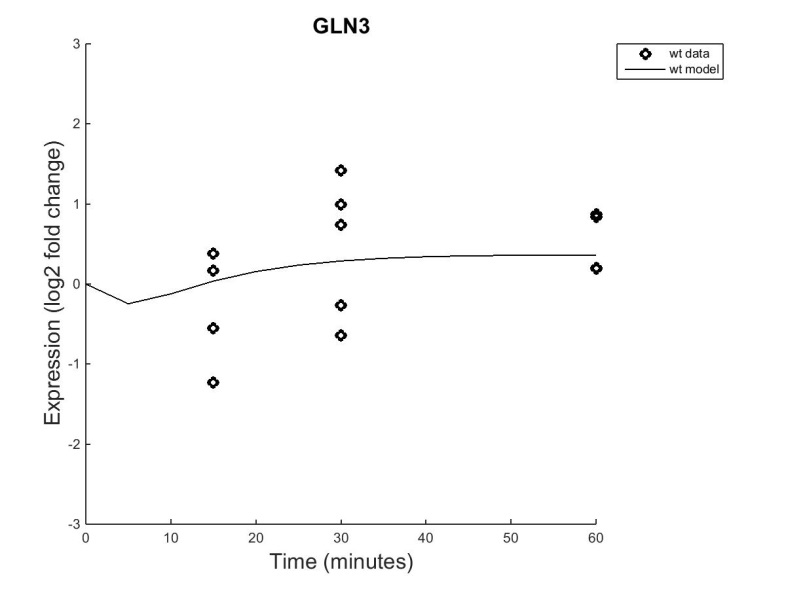 GLN3
wt data
wt model
Expression (log2 fold change)
3
2
1
0
-1
-2
-3
0 10 20 30 40 50 60
Time (minutes)